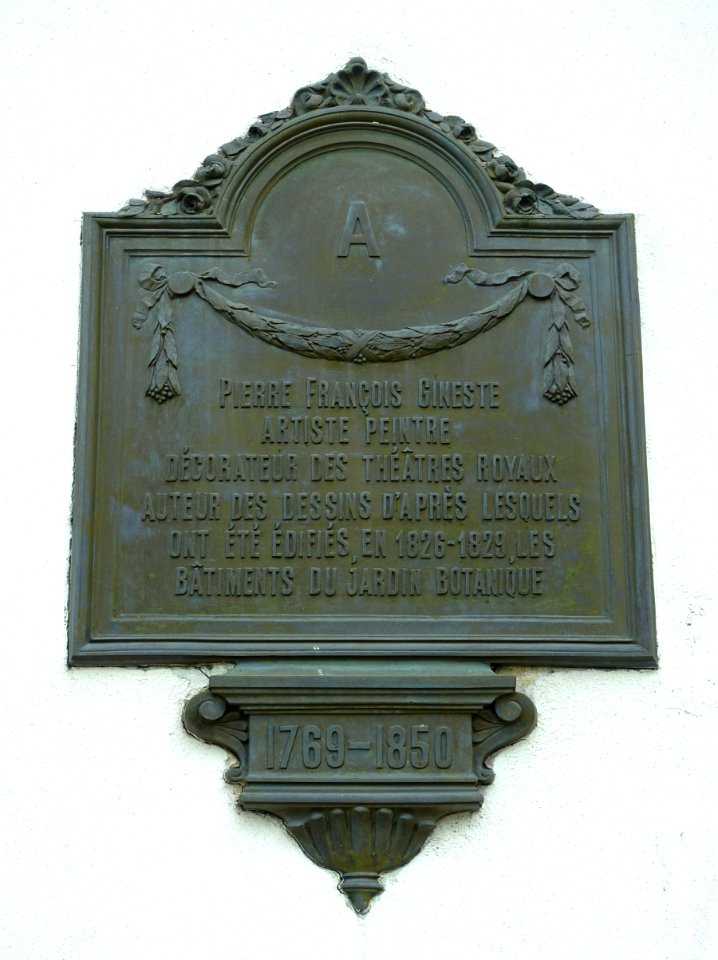 A
PIERRE FRANÇOIS GINESTE
ARTISTE PEINTRE
DÉCORATEUR DES THÉÂTRES ROYAUX
AUTEUR DES DESSINS D'APRÈS LESQUELS
ONT ÉTÉ ÉDIFIÉS, EN 1826-1829, LES
BÂTIMENTS DU JARDIN BOTANIQUE
1769-1850